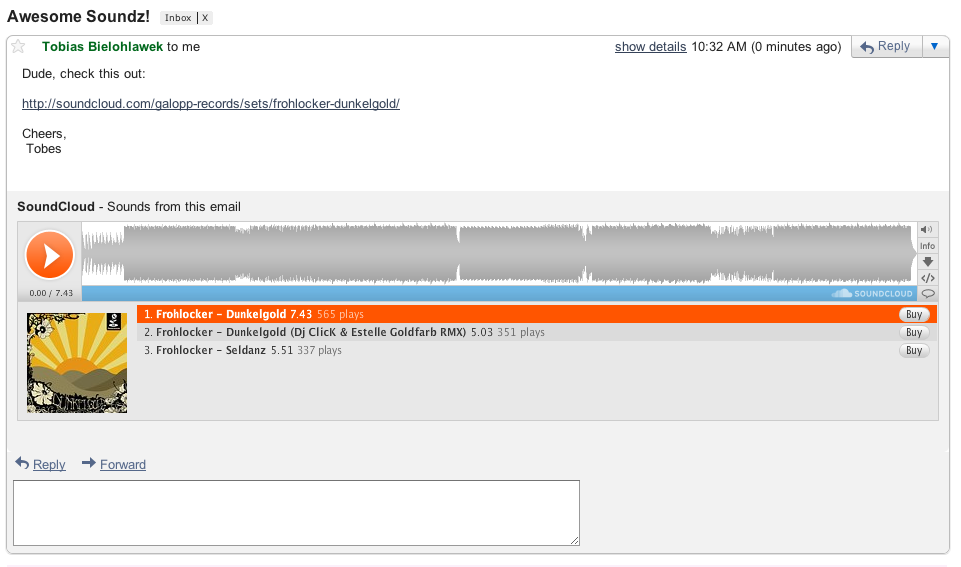 Awesome Soundz! Inbox | X
Tobias Bielohlawek to me show details 10:32 AM (0 minutes ago) Reply
Dude, check this out:
http://soundcloud.com/galopp-records/sets/frohlocker-dunkelgold/
Cheers,
Tobes
SoundCloud - Sounds from this email
Info
</>
0.00 / 7.43 SOUNDCLOUD
1. Frohlocker – Dunkelgold 7.43 565 plays Buy
2. Frohlocker – Dunkelgold (Dj ClicK & Estelle Goldfarb RMX) 5.03 351 plays Buy
3. Frohlocker – Seldanz 5.51 337 plays Buy
DUNKELGOLD
Reply Forward